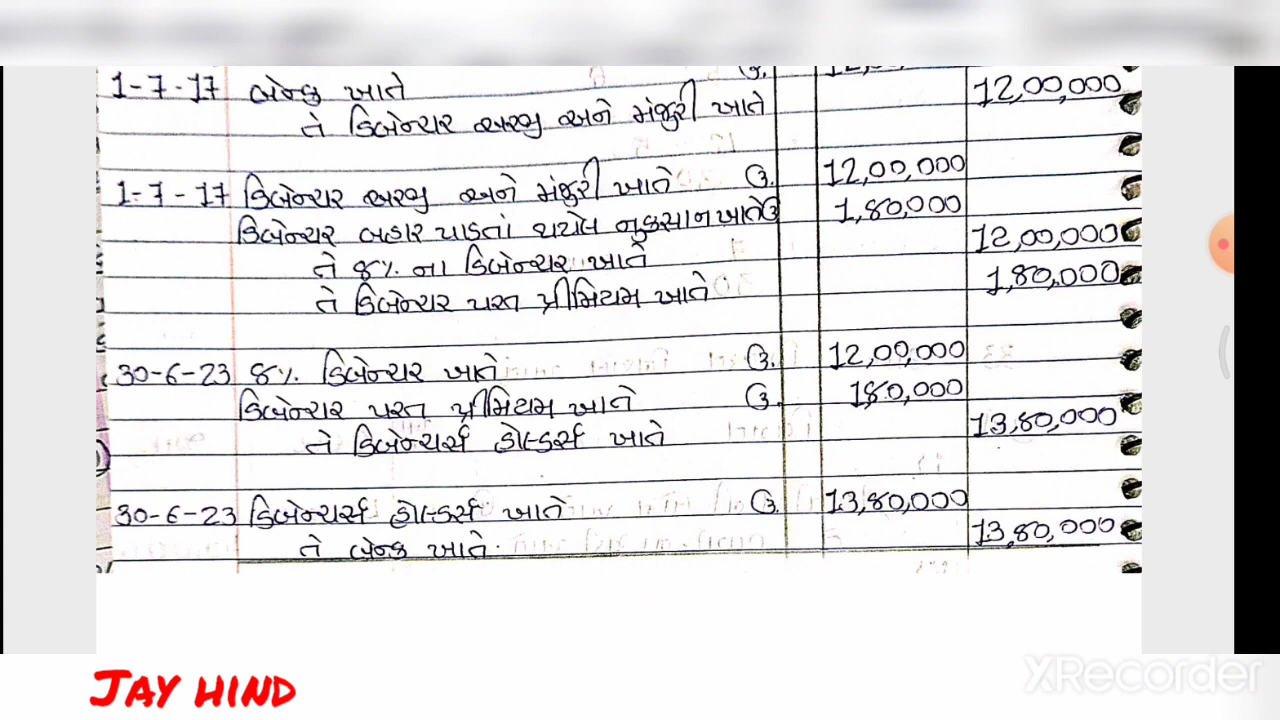 ઉ.
1-7-17 બેન્ક ખાતે 12,00,000
તે ડિબેન્ચર અરજી અને મંજુરી ખાતે
1-7-17 ડિબેન્ચર અરજી અને મંજુરી ખાતે ઉ. 12,00,000
ડિબેન્ચર બહાર પાડતાં થયેલ નુકસાન ખાતે ઉ 1,80,000
12,00,000
તે 8% ના ડિબેન્ચર ખાતે
1,80,000
તે ડિબેન્ચર પરત પ્રીમિયમ ખાતે
30-6-23 8% ડિબેન્ચર ખાતે ઉ. 12,00,000
ડિબેન્ચર પરત પ્રીમિયમ ખાતે ઉ. 180,000
તે ડિબેન્ચર્સ હોલ્ડર્સ ખાતે 13,80,000
30-6-23 ડિબેન્ચર્સ હોલ્ડર્સ ખાતે ઉ. 13,80,000
તે બેન્ક ખાતે. 13,80,000
JAY HIND
XRecorder